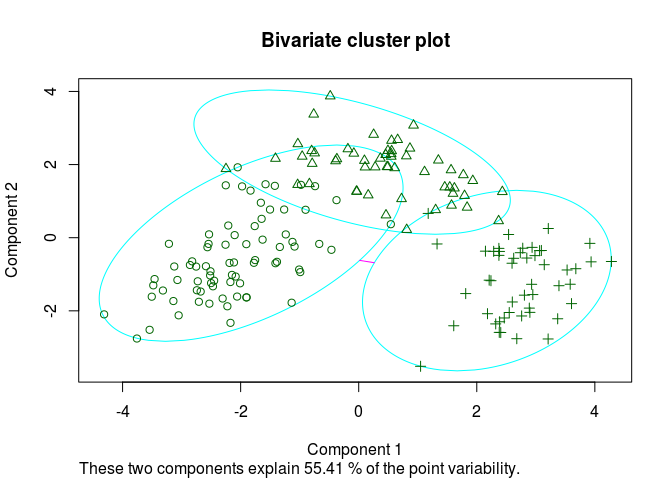 Bivariate cluster plot
Component 2
4
2
0
-2
-4
-2
0
2
4
Component 1
These two components explain 55.41 % of the point variability.